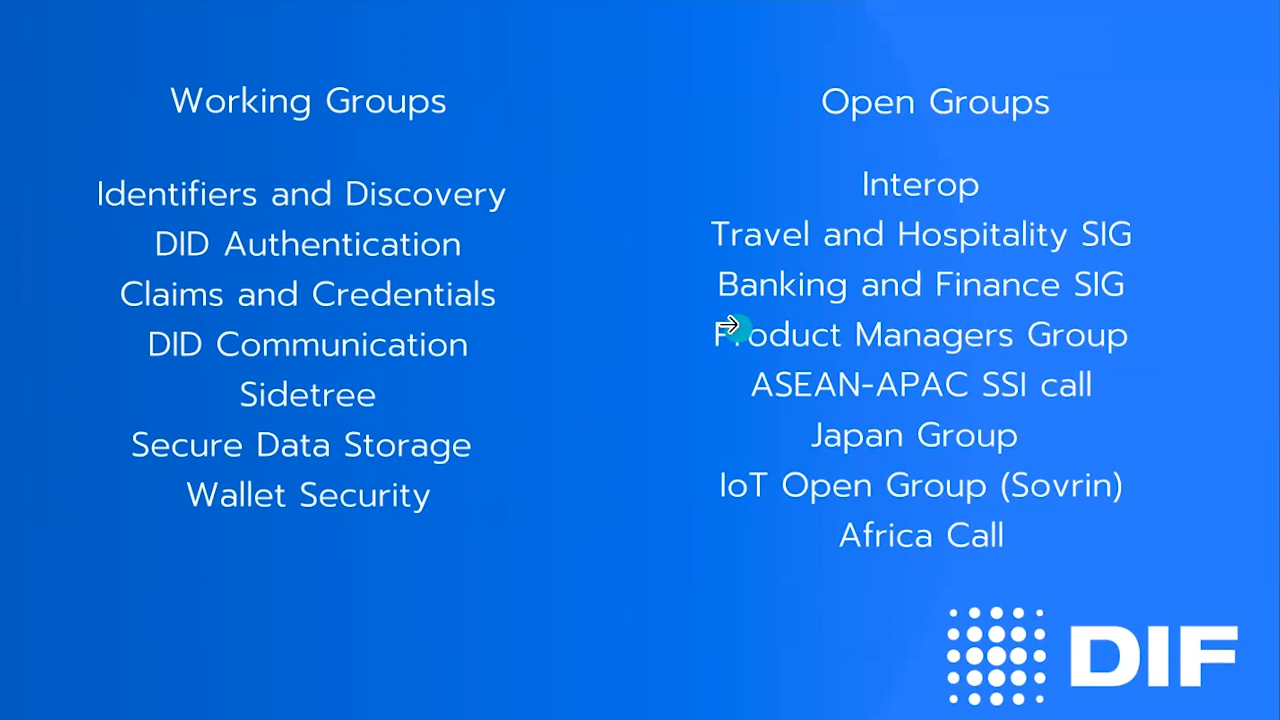 Working Groups
Identifiers and Discovery
DID Authentication
Claims and Credentials
DID Communication
Sidetree
Secure Data Storage
Wallet Security
Open Groups
Interop
Travel and Hospitality SIG
Banking and Finance SIG
Product Managers Group
ASEAN-APAC SSI call
Japan Group
IoT Open Group (Sovrin)
Africa Call
DIF